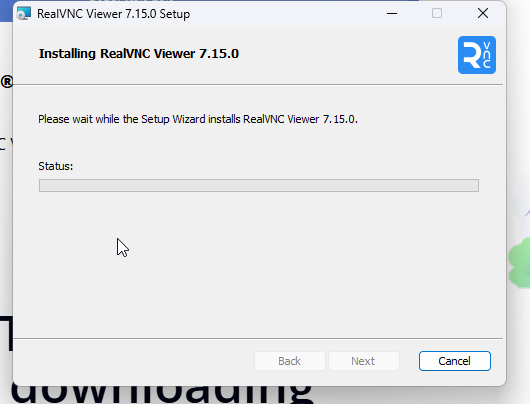 RealVNC Viewer 7.15.0 Setup
Installing RealVNC Viewer 7.15.0
VNC
®
Please wait while the Setup Wizard installs RealVNC Viewer 7.15.0.
Status:
Back
Next
Cancel
downloading